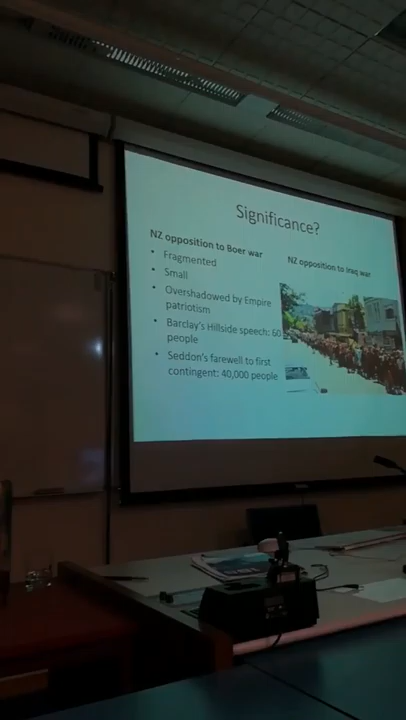 Significance?
NZ opposition to Boer war
• Fragmented
• Small
• Overshadowed by Empire
patriotism
• Barclay's Hillside speech: 60
people
• Seddon's farewell to first
contingent: 40,000 people
NZ opposition to Iraq war